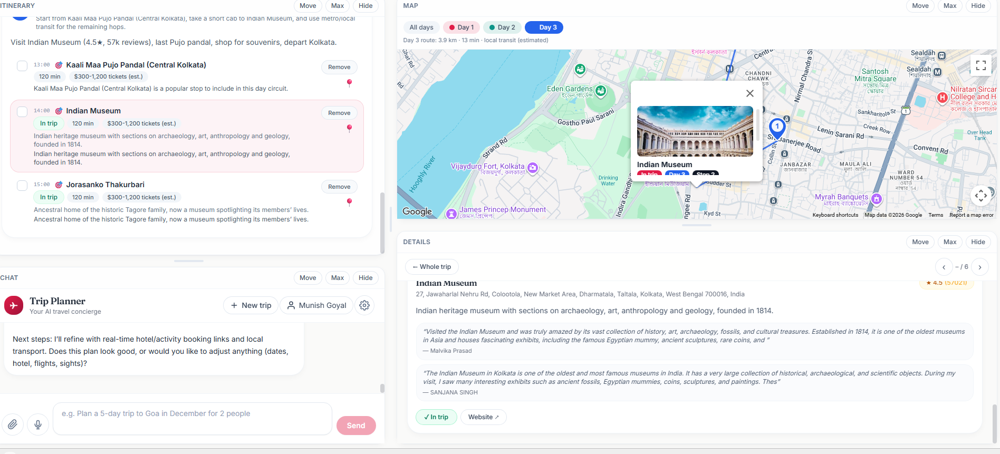 ITINERARY
Move
Max
Hide
Start from Kaali Maa Pujo Pandal (Central Kolkata), take a short cab to Indian Museum, and use metro/local
transit for the remaining hops.
Visit Indian Museum (4.5★, 57k reviews), last Pujo pandal, shop for souvenirs, depart Kolkata.
13:00 Kaali Maa Pujo Pandal (Central Kolkata)
Remove
120 min
$300-1,200 tickets (est.)
Kaali Maa Pujo Pandal (Central Kolkata) is a popular stop to include in this day circuit.
14:00 Indian Museum
Remove
In trip
120 min
$300-1,200 tickets (est.)
Indian heritage museum with sections on archaeology, art, anthropology and geology,
founded in 1814.
Indian heritage museum with sections on archaeology, art, anthropology and geology,
founded in 1814.
15:00 Jorasanko Thakurbari
Remove
In trip
120 min
$300-1,200 tickets (est.)
Ancestral home of the historic Tagore family, now a museum spotlighting its members’ lives.
Ancestral home of the historic Tagore family, now a museum spotlighting its members’ lives.
CHAT
Move
Max
Hide
Trip Planner
Your AI travel concierge
+ New trip
Munish Goyal
Next steps: I’ll refine with real-time hotel/activity booking links and local
transport. Does this plan look good, or would you like to adjust anything (dates,
hotel, flights, sights)?
e.g. Plan a 5-day trip to Goa in December for 2 people
Send
MAP
Move
Max
Hide
All days
Day 1
Day 2
Day 3
Day 3 route: 3.9 km · 13 min · local transit (estimated)
Ghat Rd
Rd
Eden Gardens
ইডেন গার্ডেন্স
Gostho Paul Sarani
Strand Rd
Hooghly River
Vijaydurg Fort, Kolkata
বিজয়দুর্গ, কলকাতা
James Princep Monument
জেমস প্রিন্সেপ
Google
Drinking
Water
Indira Gandhi
ইস্টার্ন কলকাতা
M
CHANDNI
CHAWK
Nirmal Chandra St
Sealdah
শিয়ালদহ
Sealdah
শিয়ালদাহ
M
Santosh
Mitra Square
সন্তোষ মিত্র
স্কোয়ার
H
Nilratan Sircar
College and H
Sankharitola St
1
Creek Row
Lenin Sarani Rd
Over Head
Tank
Convent Rd
1
Banerjee Road
Collin St
JANBAZAR
জানবাজার
MAULA ALI
মৌলা আলি
WARD
NUMBER 54
ওয়ার্ড
নাম্বার 54
Myrah Banquets
মাইরাহ ব্যাঙ্কোয়েটস
Kyd St
Sudder St
Indian Museum
In trip
Day 3
Stop 2
Keyboard shortcuts
Map data ©2026 Google
Terms
Report a map error
DETAILS
Move
Max
Hide
← Whole trip
‹
– / 6
›
Indian Museum
★ 4.5 (57021)
27, Jawaharlal Nehru Rd, Colootola, New Market Area, Dharmatala, Taltala, Kolkata, West Bengal 700016, India
Indian heritage museum with sections on archaeology, art, anthropology and geology, founded in 1814.
“Visited the Indian Museum and was truly amazed by its vast collection of history, art, archaeology, fossils, and cultural treasures. Established in 1814, it is one of the oldest museums
in Asia and houses fascinating exhibits, including the famous Egyptian mummy, ancient sculptures, rare coins, and ”
— Malvika Prasad
“The Indian Museum in Kolkata is one of the oldest and most famous museums in India. It has a very large collection of historical, archaeological, and scientific objects. During my
visit, I saw many interesting exhibits such as ancient fossils, Egyptian mummies, coins, sculptures, and paintings. Thes”
— SANJANA SINGH
✓ In trip
Website ↗